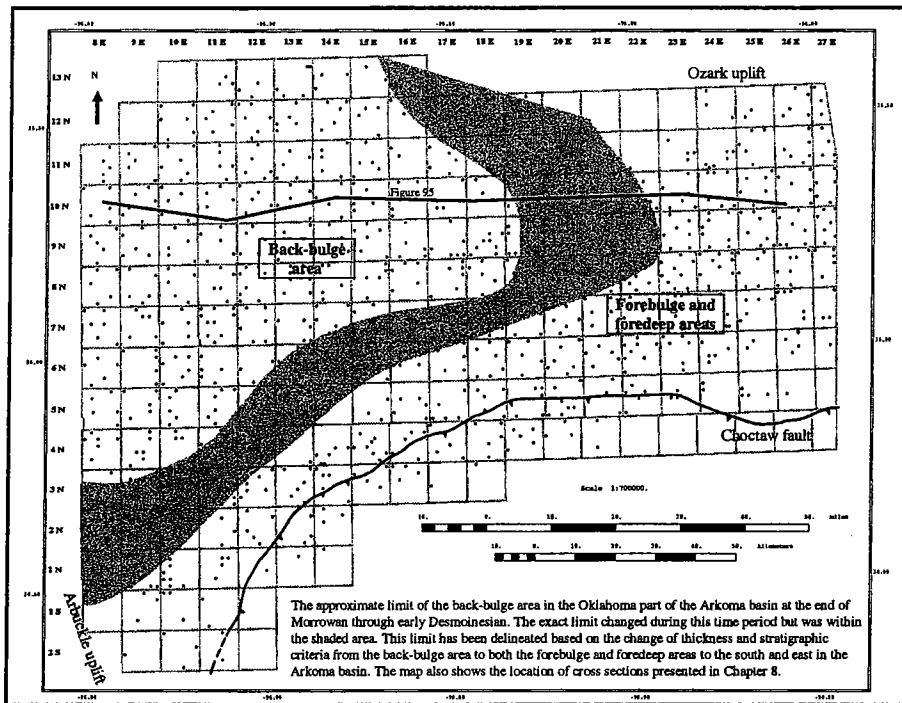 8 E 9 E 10 E 11 E 12 E 13 E 14 E 15 E 16 E 17 E 18 E 19 E 20 E 21 E 22 E 23 E 24 E 25 E 26 E 27 E
Ozark uplift
13 N
N
12 N
11 N
10 N
Figure 95
9 N
Back-bulge
area
8 N
7 N
Forebulge and
foredeep areas
6 N
5 N
4 N
Choctaw fault
3 N
Scale 1:700000.
2 N
miles
Kilometers
1 N
1 S
2 S
Arbuckle uplift
The approximate limit of the back-bulge area in the Oklahoma part of the Arkoma basin at the end of
Morrowan through early Desmoinesian. The exact limit changed during this time period but was within
the shaded area. This limit has been delineated based on the change of thickness and stratigraphic
criteria from the back-bulge area to both the forebulge and foredeep areas to the south and east in the
Arkoma basin. The map also shows the location of cross sections presented in Chapter 8.